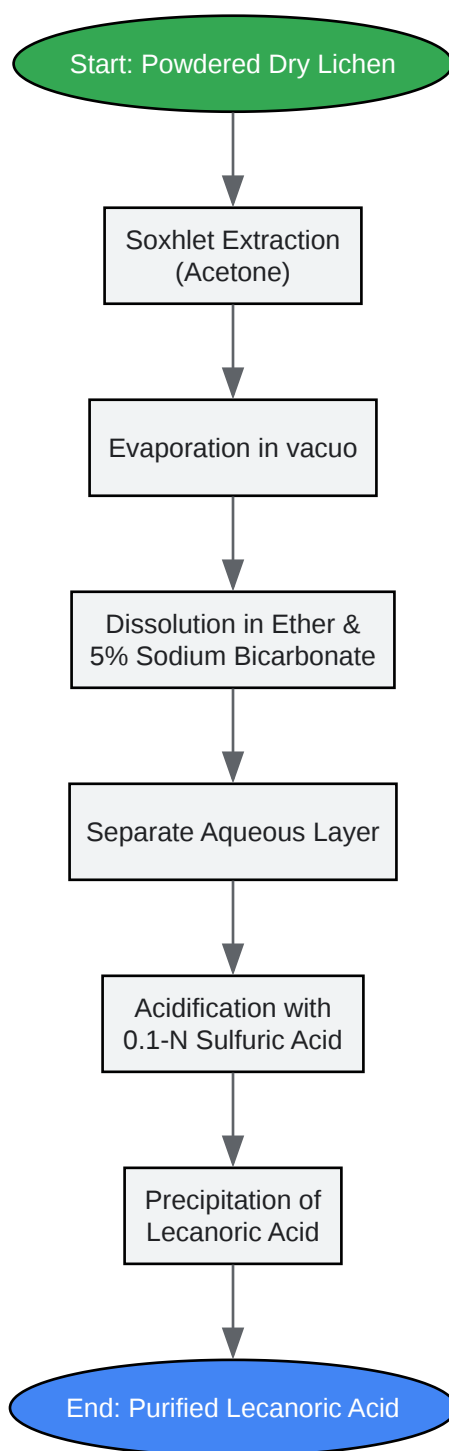 Start: Powdered Dry Lichen
Soxhlet Extraction
(Acetone)
Evaporation in vacuo
Dissolution in Ether &
5% Sodium Bicarbonate
Separate Aqueous Layer
Acidification with
0.1-N Sulfuric Acid
Precipitation of
Lecanoric Acid
End: Purified Lecanoric Acid